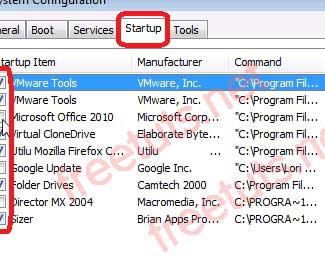 ystem Configuration
neral Boot Services Startup Tools
tartup Item Manufacturer Command
VMware Tools VMware, Inc. "C:\Program Fil...
VMware Tools VMware, Inc. "C:\Program Fil...
Microsoft Office 2010 Microsoft Corp... "C:\Program Fil...
Virtual CloneDrive Elaborate Byte... "C:\Program Fil...
Utilu Mozilla Firefox C... Utilu "C:\Program Fil...
Google Update Google Inc. "C:\Users\Lori ...
Folder Drives Camtech 2000 C:\Program Fil...
Director MX 2004 Macromedia, Inc. C:\PROGRA~1...
Sizer Brian Apps Pro... C:\PROGRA~1...
freetuts.net
freetuts.net